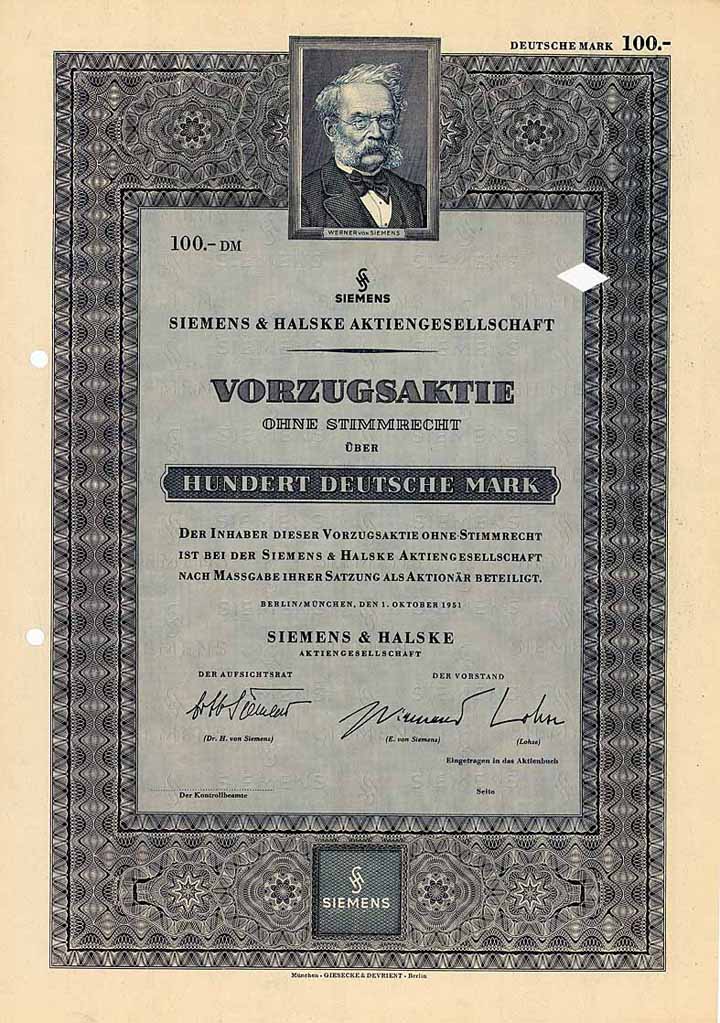 DEUTSCHE MARK 100.-
WERNER VON SIEMENS
100.- DM
SIEMENS
SIEMENS & HALSKE AKTIENGESELLSCHAFT
VORZUGSAKTIE
OHNE STIMMRECHT
ÜBER
HUNDERT DEUTSCHE MARK
DER INHABER DIESER VORZUGSAKTIE OHNE STIMMRECHT
IST BEI DER SIEMENS & HALSKE AKTIENGESELLSCHAFT
NACH MASSGABE IHRER SATZUNG ALS AKTIONÄR BETEILIGT.
BERLIN/MÜNCHEN, DEN 1. OKTOBER 1951
SIEMENS & HALSKE
AKTIENGESELLSCHAFT
DER AUFSICHTSRAT DER VORSTAND
(Dr. H. von Siemens) (E. von Siemens) (Lohse)
Eingetragen in das Aktienbuch
Der Kontrollbeamte Seite
SIEMENS
München - GIESECKE & DEVRIENT - Berlin